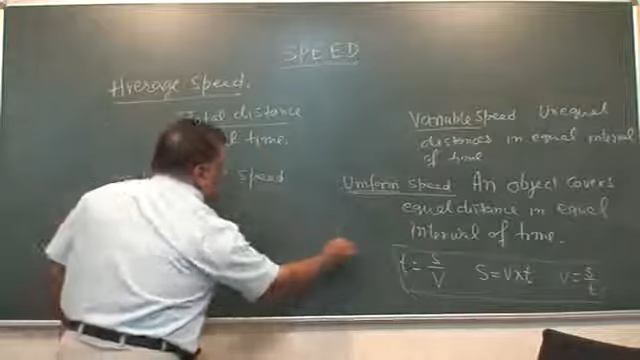 SPEED
Average Speed.
Total distance
time.
Speed
Variable Speed Unequal
distances in equal interval
of time
Uniform Speed An object covers
equal distance in equal
interval of time.
t = s/v S = V x t v = s/t